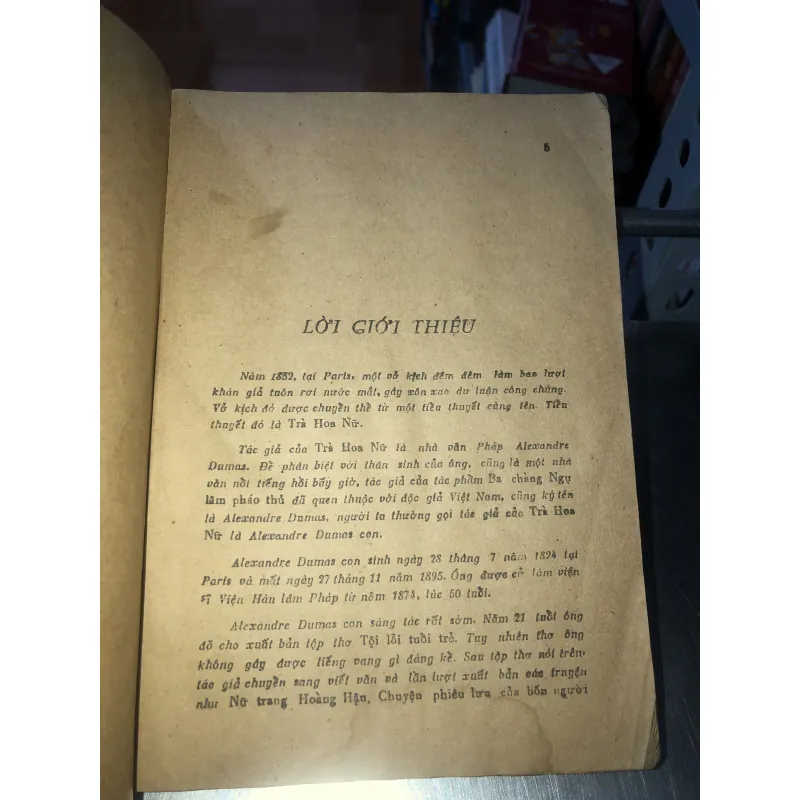 5
LỜI GIỚI THIỆU
Năm 1852, tại Paris, một vở kịch đêm đêm làm bao lượt
khán giả tuôn rơi nước mắt, gây xôn xao dư luận công chúng.
Vở kịch đó được chuyển thể từ một tiểu thuyết cùng tên. Tiểu
thuyết đó là Trà Hoa Nữ.
Tác giả của Trà Hoa Nữ là nhà văn Pháp Alexandre
Dumas. Để phân biệt với thân sinh của ông, cũng là một nhà
văn nổi tiếng hồi bấy giờ, tác giả của tác phẩm Ba chàng Ngự
lâm pháo thủ đã quen thuộc với độc giả Việt Nam, cũng ký tên
là Alexandre Dumas, người ta thường gọi tác giả của Trà Hoa
Nữ là Alexandre Dumas con.
Alexandre Dumas con sinh ngày 28 tháng 7 năm 1824 tại
Paris và mất ngày 27 tháng 11 năm 1895. Ông được cử làm viện
sĩ Viện Hàn lâm Pháp từ năm 1874, lúc 50 tuổi.
Alexandre Dumas con sáng tác rất sớm. Năm 21 tuổi ông
đã cho xuất bản tập thơ Tội lỗi tuổi trẻ. Tuy nhiên thơ ông
không gây được tiếng vang gì đáng kể. Sau tập thơ nói trên,
tác giả chuyển sang viết văn và lần lượt xuất bản các truyện
như Nữ trang Hoàng Hậu, Chuyện phiêu lưu của bốn người